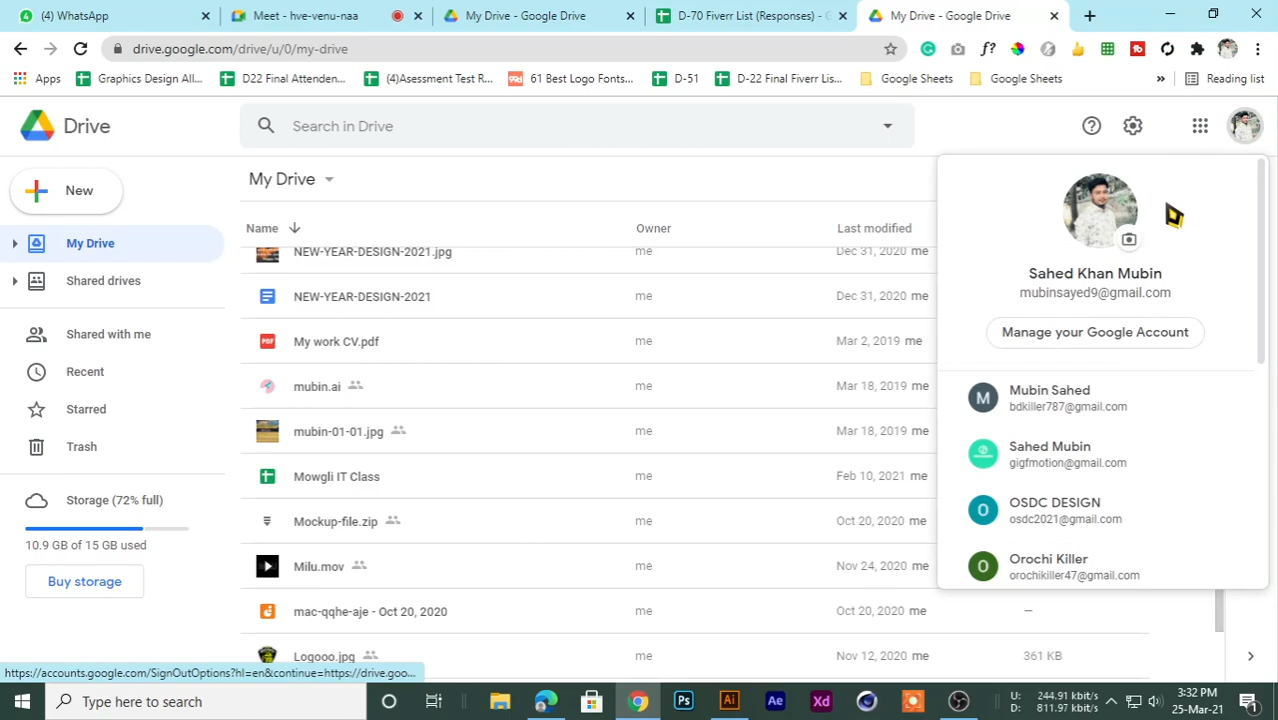 (4) WhatsApp
Meet - hve-venu-naa
My Drive - Google Drive
D-70 Fiverr List (Responses) - G
My Drive - Google Drive
drive.google.com/drive/u/0/my-drive
Apps
Graphics Design All...
D22 Final Attenden...
(4)Asessment Test R...
61 Best Logo Fonts...
D-51
D-22 Final Fiverr Lis...
Google Sheets
Google Sheets
»
Reading list
Drive
Search in Drive
New
My Drive
Shared drives
Shared with me
Recent
Starred
Trash
Storage (72% full)
10.9 GB of 15 GB used
Buy storage
My Drive
Name
Owner
Last modified
NEW-YEAR-DESIGN-2021.jpg me Dec 31, 2020 me
NEW-YEAR-DESIGN-2021 me Dec 31, 2020 me
My work CV.pdf me Mar 2, 2019 me
mubin.ai me Mar 18, 2019 me
mubin-01-01.jpg me Mar 18, 2019 me
Mowgli IT Class me Feb 10, 2021 me
Mockup-file.zip me Oct 20, 2020 me
Milu.mov me Nov 24, 2020 me
mac-qqhe-aje - Oct 20, 2020 me Oct 20, 2020 me —
Logooo.jpg me Nov 12, 2020 me 361 KB
Sahed Khan Mubin
mubinsayed9@gmail.com
Manage your Google Account
M
Mubin Sahed
bdkiller787@gmail.com
Sahed Mubin
gigfmotion@gmail.com
O
OSDC DESIGN
osdc2021@gmail.com
O
Orochi Killer
orochikiller47@gmail.com
https://accounts.google.com/SignOutOptions?hl=en&continue=https://drive.goo...
Type here to search
Ps
Ai
Ae
Xd
U: 244.91 kbit/s
D: 811.97 kbit/s
3:32 PM
25-Mar-21
1